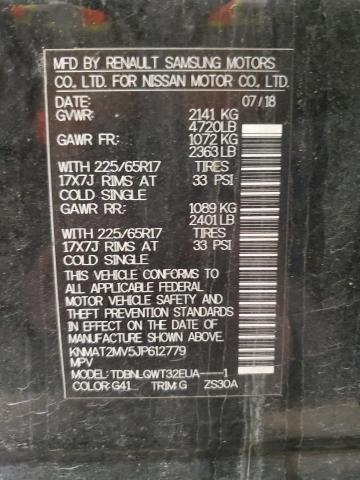 MFD BY RENAULT SAMSUNG MOTORS
CO., LTD. FOR NISSAN MOTOR CO., LTD.
DATE: 07/18
GVWR: 2141 KG
4720LB
GAWR FR: 1072 KG
2363LB
WITH 225/65R17 TIRES
17X7J RIMS AT 33 PSI
COLD SINGLE
GAWR RR: 1089 KG
2401LB
WITH 225/65R17 TIRES
17X7J RIMS AT 33 PSI
COLD SINGLE
THIS VEHICLE CONFORMS TO
ALL APPLICABLE FEDERAL
MOTOR VEHICLE SAFETY AND
THEFT PREVENTION STANDARDS
IN EFFECT ON THE DATE OF
MANUFACTURE SHOWN ABOVE.
KNMAT2MV5JP612779
MPV
MODEL: TDBNLQWT32EUA----1
COLOR: G41 TRIM: G ZS30A